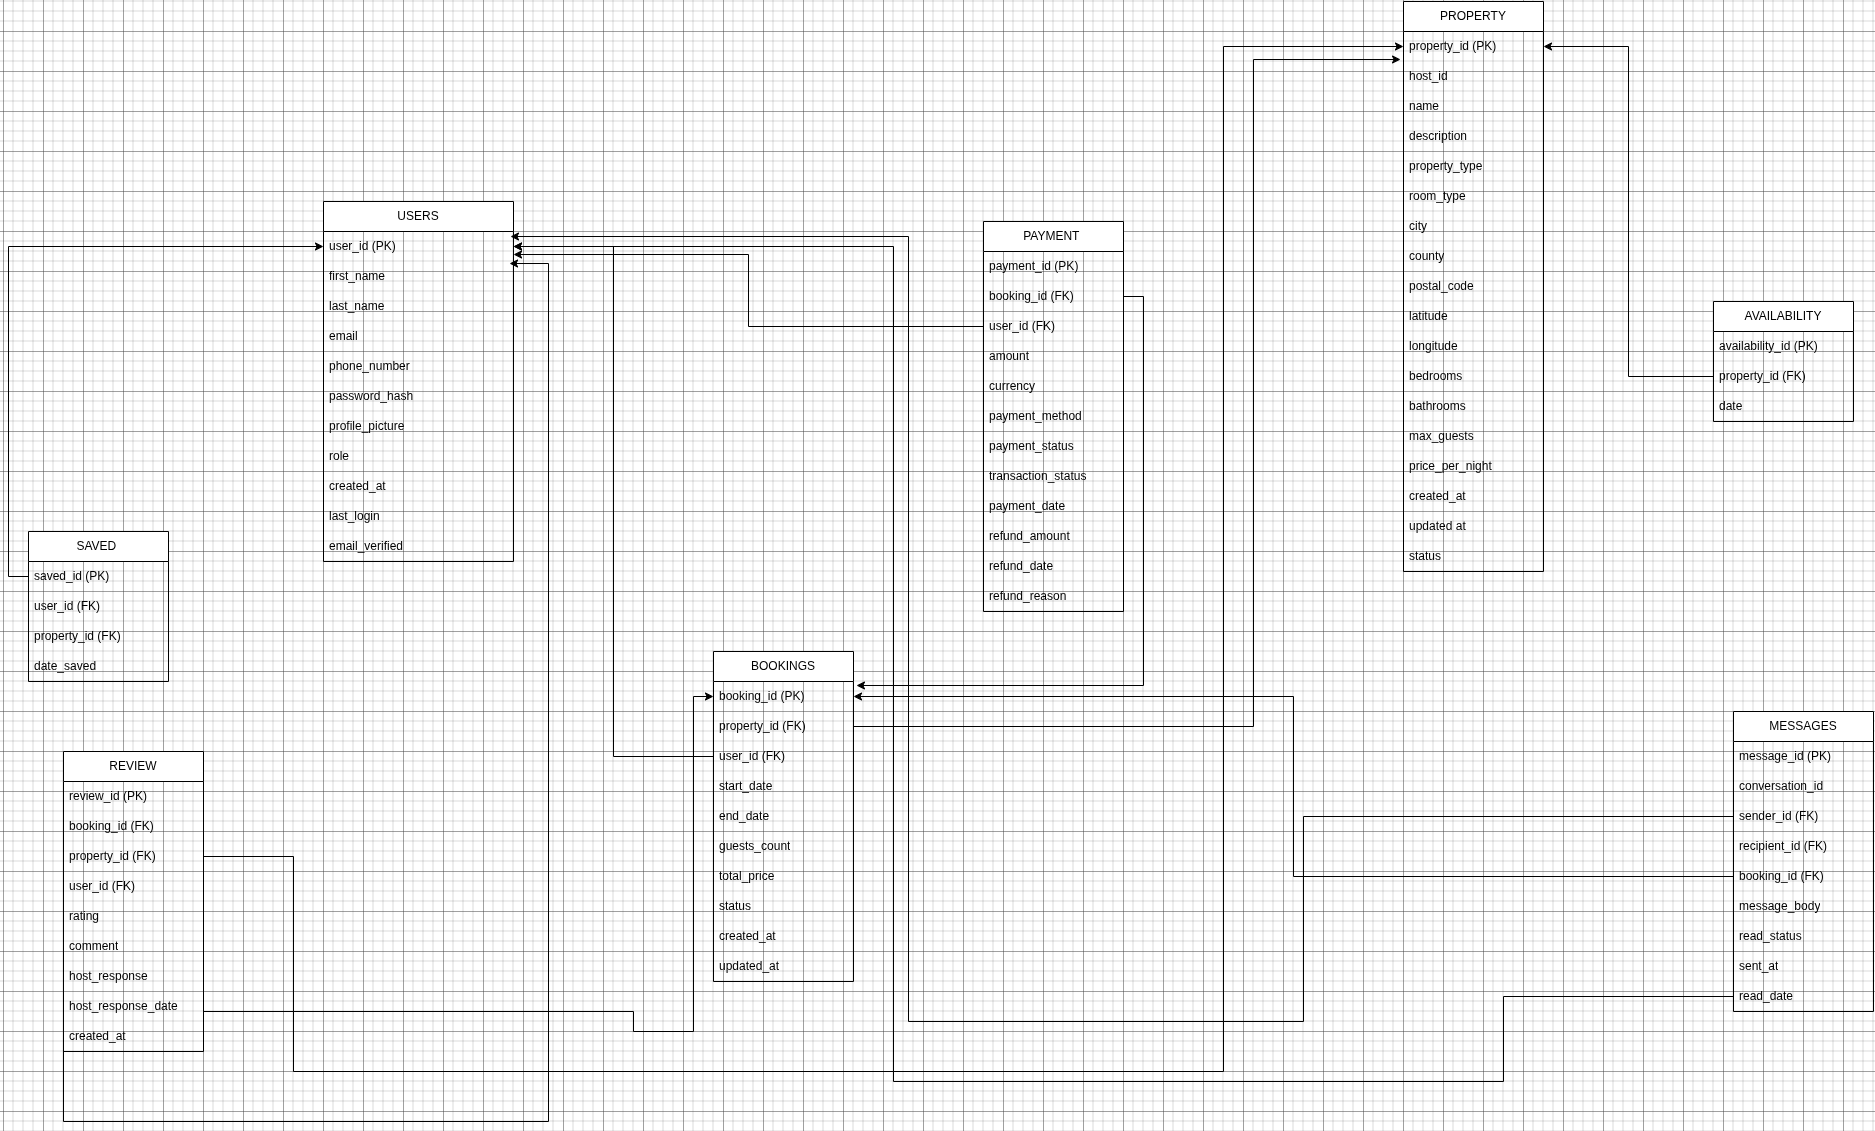 PROPERTY
property_id (PK)
host_id
name
description
property_type
room_type
city
county
postal_code
latitude
longitude
bedrooms
bathrooms
max_guests
price_per_night
created_at
updated at
status
USERS
user_id (PK)
first_name
last_name
email
phone_number
password_hash
profile_picture
role
created_at
last_login
email_verified
PAYMENT
payment_id (PK)
booking_id (FK)
user_id (FK)
amount
currency
payment_method
payment_status
transaction_status
payment_date
refund_amount
refund_date
refund_reason
AVAILABILITY
availability_id (PK)
property_id (FK)
date
SAVED
saved_id (PK)
user_id (FK)
property_id (FK)
date_saved
BOOKINGS
booking_id (PK)
property_id (FK)
user_id (FK)
start_date
end_date
guests_count
total_price
status
created_at
updated_at
MESSAGES
message_id (PK)
conversation_id
sender_id (FK)
recipient_id (FK)
booking_id (FK)
message_body
read_status
sent_at
read_date
REVIEW
review_id (PK)
booking_id (FK)
property_id (FK)
user_id (FK)
rating
comment
host_response
host_response_date
created_at